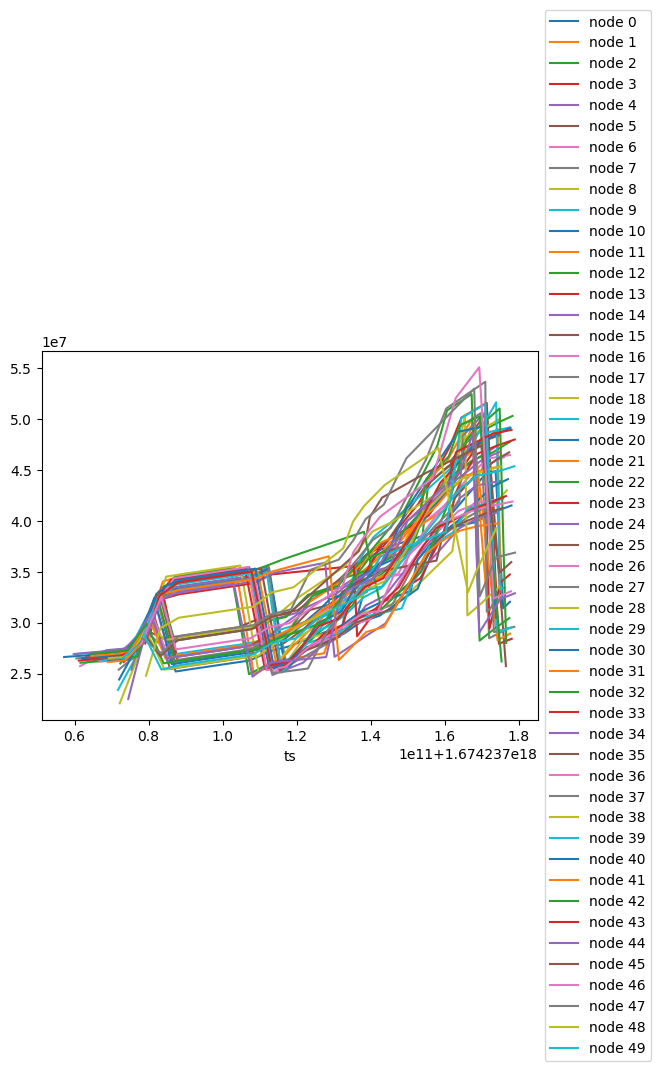 node 0
node 1
node 2
node 3
node 4
node 5
node 6
node 7
node 8
node 9
node 10
node 11
node 12
node 13
node 14
node 15
node 16
node 17
node 18
node 19
node 20
node 21
node 22
node 23
node 24
node 25
node 26
node 27
node 28
node 29
node 30
node 31
node 32
node 33
node 34
node 35
node 36
node 37
node 38
node 39
node 40
node 41
node 42
node 43
node 44
node 45
node 46
node 47
node 48
node 49
1e7
5.5
5.0
4.5
4.0
3.5
3.0
2.5
0.6 0.8 1.0 1.2 1.4 1.6 1.8
ts
1e11+1.674237e18